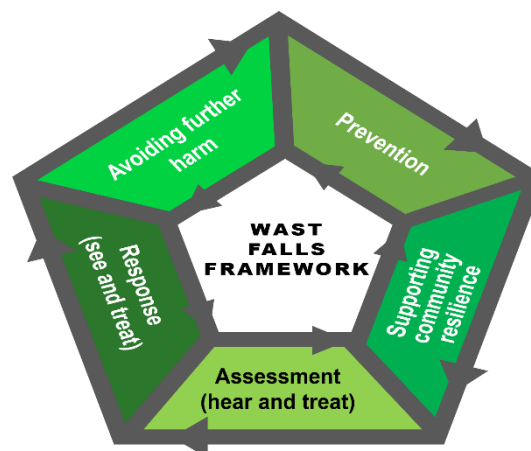 WAST
FALLS
FRAMEWORK
Prevention
Supporting
community
resilience
Assessment
(hear and treat)
Response
(see and treat)
Avoiding further
harm